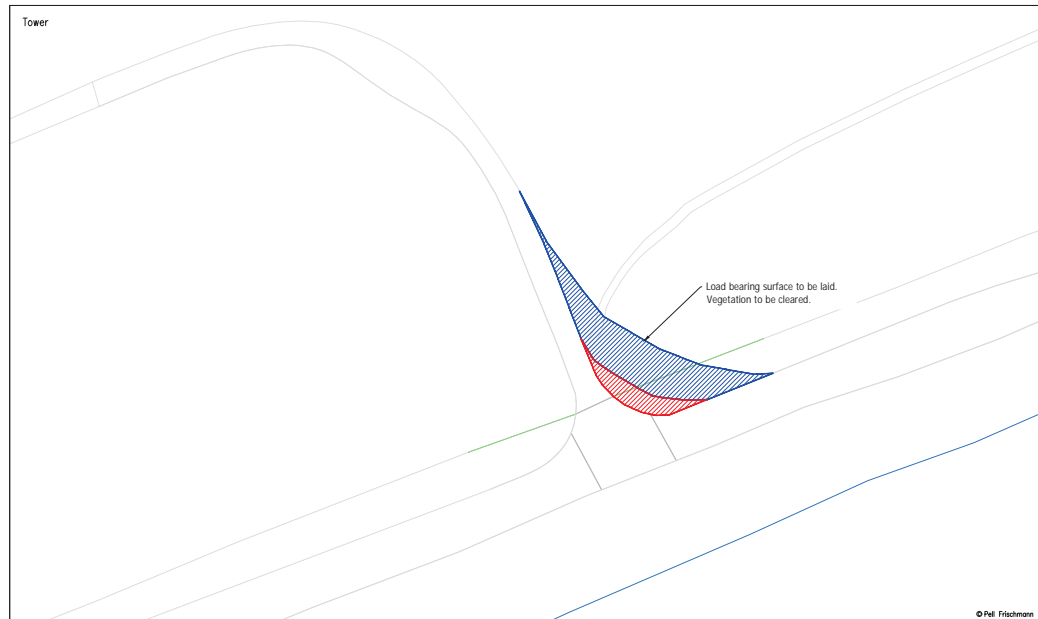 Tower
Load bearing surface to be laid.
Vegetation to be cleared.
© Pell Frischmann